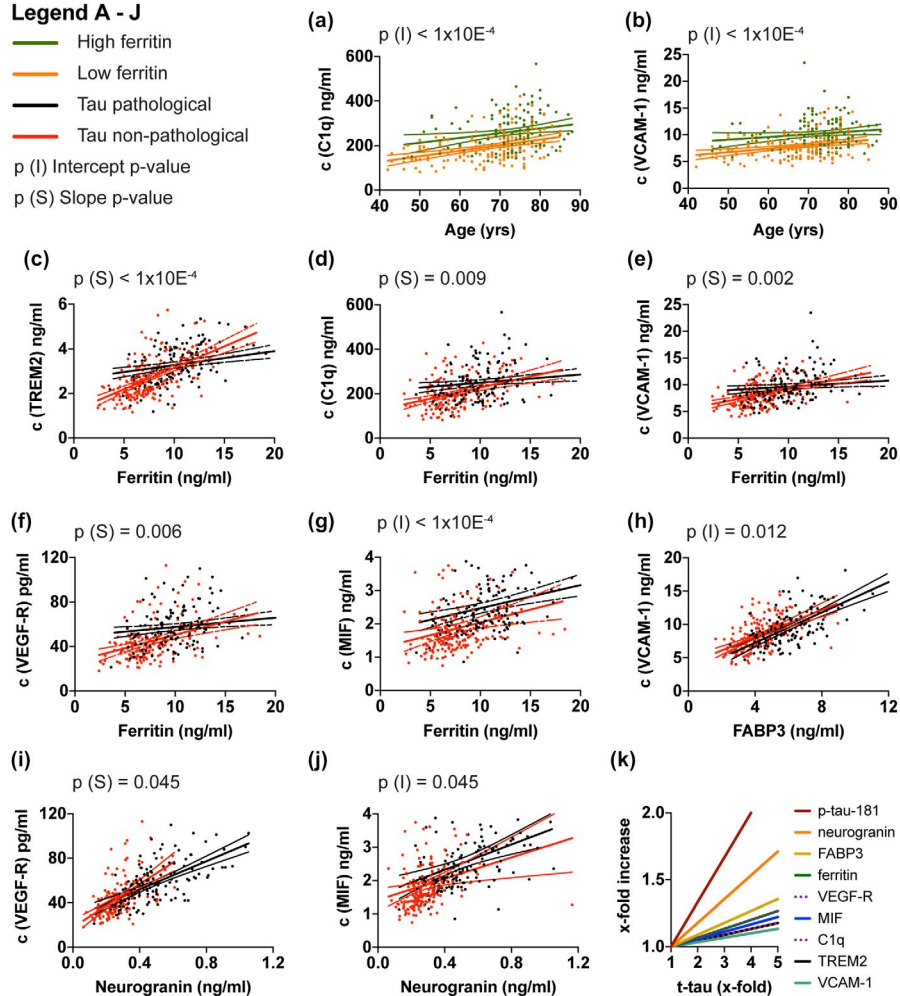 Legend A - J
High ferritin
Low ferritin
Tau pathological
Tau non-pathological
p (I) Intercept p-value
p (S) Slope p-value
(a)
p (I) < 1x10E⁻⁴
c (C1q) ng/ml
600
400
200
0
40 50 60 70 80 90
Age (yrs)
(b)
p (I) < 1x10E⁻⁴
c (VCAM-1) ng/ml
25
20
15
10
5
0
40 50 60 70 80 90
Age (yrs)
(c)
p (S) < 1x10E⁻⁴
c (TREM2) ng/ml
6
4
2
0
0 5 10 15 20
Ferritin (ng/ml)
(d)
p (S) = 0.009
c (C1q) ng/ml
600
400
200
0
0 5 10 15 20
Ferritin (ng/ml)
(e)
p (S) = 0.002
c (VCAM-1) ng/ml
25
20
15
10
5
0
0 5 10 15 20
Ferritin (ng/ml)
(f)
p (S) = 0.006
c (VEGF-R) pg/ml
120
80
40
0
0 5 10 15 20
Ferritin (ng/ml)
(g)
p (I) < 1x10E⁻⁴
c (MIF) ng/ml
4
3
2
1
0
0 5 10 15 20
Ferritin (ng/ml)
(h)
p (I) = 0.012
c (VCAM-1) ng/ml
20
15
10
5
0
0 4 8 12
FABP3 (ng/ml)
(i)
p (S) = 0.045
c (VEGF-R) pg/ml
120
80
40
0
0.0 0.4 0.8 1.2
Neurogranin (ng/ml)
(j)
p (I) = 0.045
c (MIF) ng/ml
4
3
2
1
0
0.0 0.4 0.8 1.2
Neurogranin (ng/ml)
(k)
x-fold increase
2.0
1.5
1.0
1 2 3 4 5
t-tau (x-fold)
p-tau-181
neurogranin
FABP3
ferritin
VEGF-R
MIF
C1q
TREM2
VCAM-1